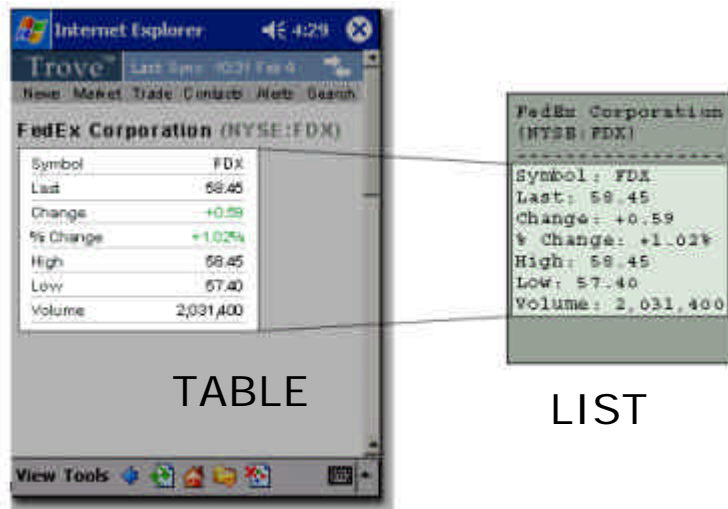 Internet Explorer 4:29
Trove™ Last Sync 10:31 Feb 4
News Market Trade Contacts Alerts Search
FedEx Corporation (NYSE:FDX)
Symbol FDX
Last 58.45
Change +0.59
% Change +1.02%
High 58.45
Low 57.40
Volume 2,031,400
TABLE
View Tools
FedEx Corporation
(NYSE:FDX)
-----------------
Symbol: FDX
Last: 58.45
Change: +0.59
% Change: +1.02%
High: 58.45
Low: 57.40
Volume: 2,031,400
LIST